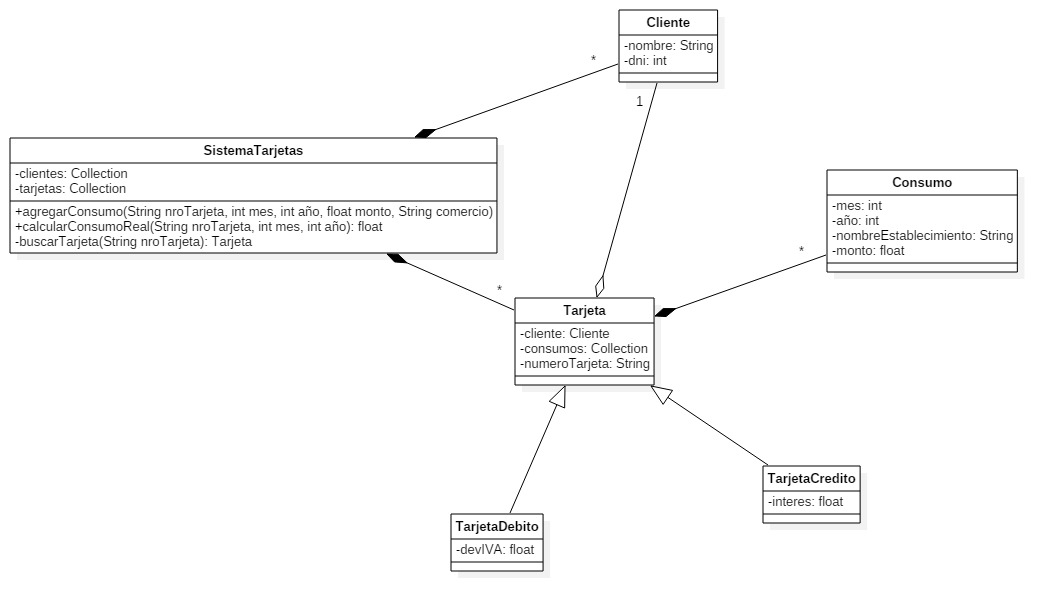 Cliente
-nombre: String
-dni: int
*
1
SistemaTarjetas
-clientes: Collection
-tarjetas: Collection
+agregarConsumo(String nroTarjeta, int mes, int año, float monto, String comercio)
+calcularConsumoReal(String nroTarjeta, int mes, int año): float
-buscarTarjeta(String nroTarjeta): Tarjeta
Consumo
-mes: int
-año: int
-nombreEstablecimiento: String
-monto: float
*
*
Tarjeta
-cliente: Cliente
-consumos: Collection
-numeroTarjeta: String
TarjetaCredito
-interes: float
TarjetaDebito
-devIVA: float